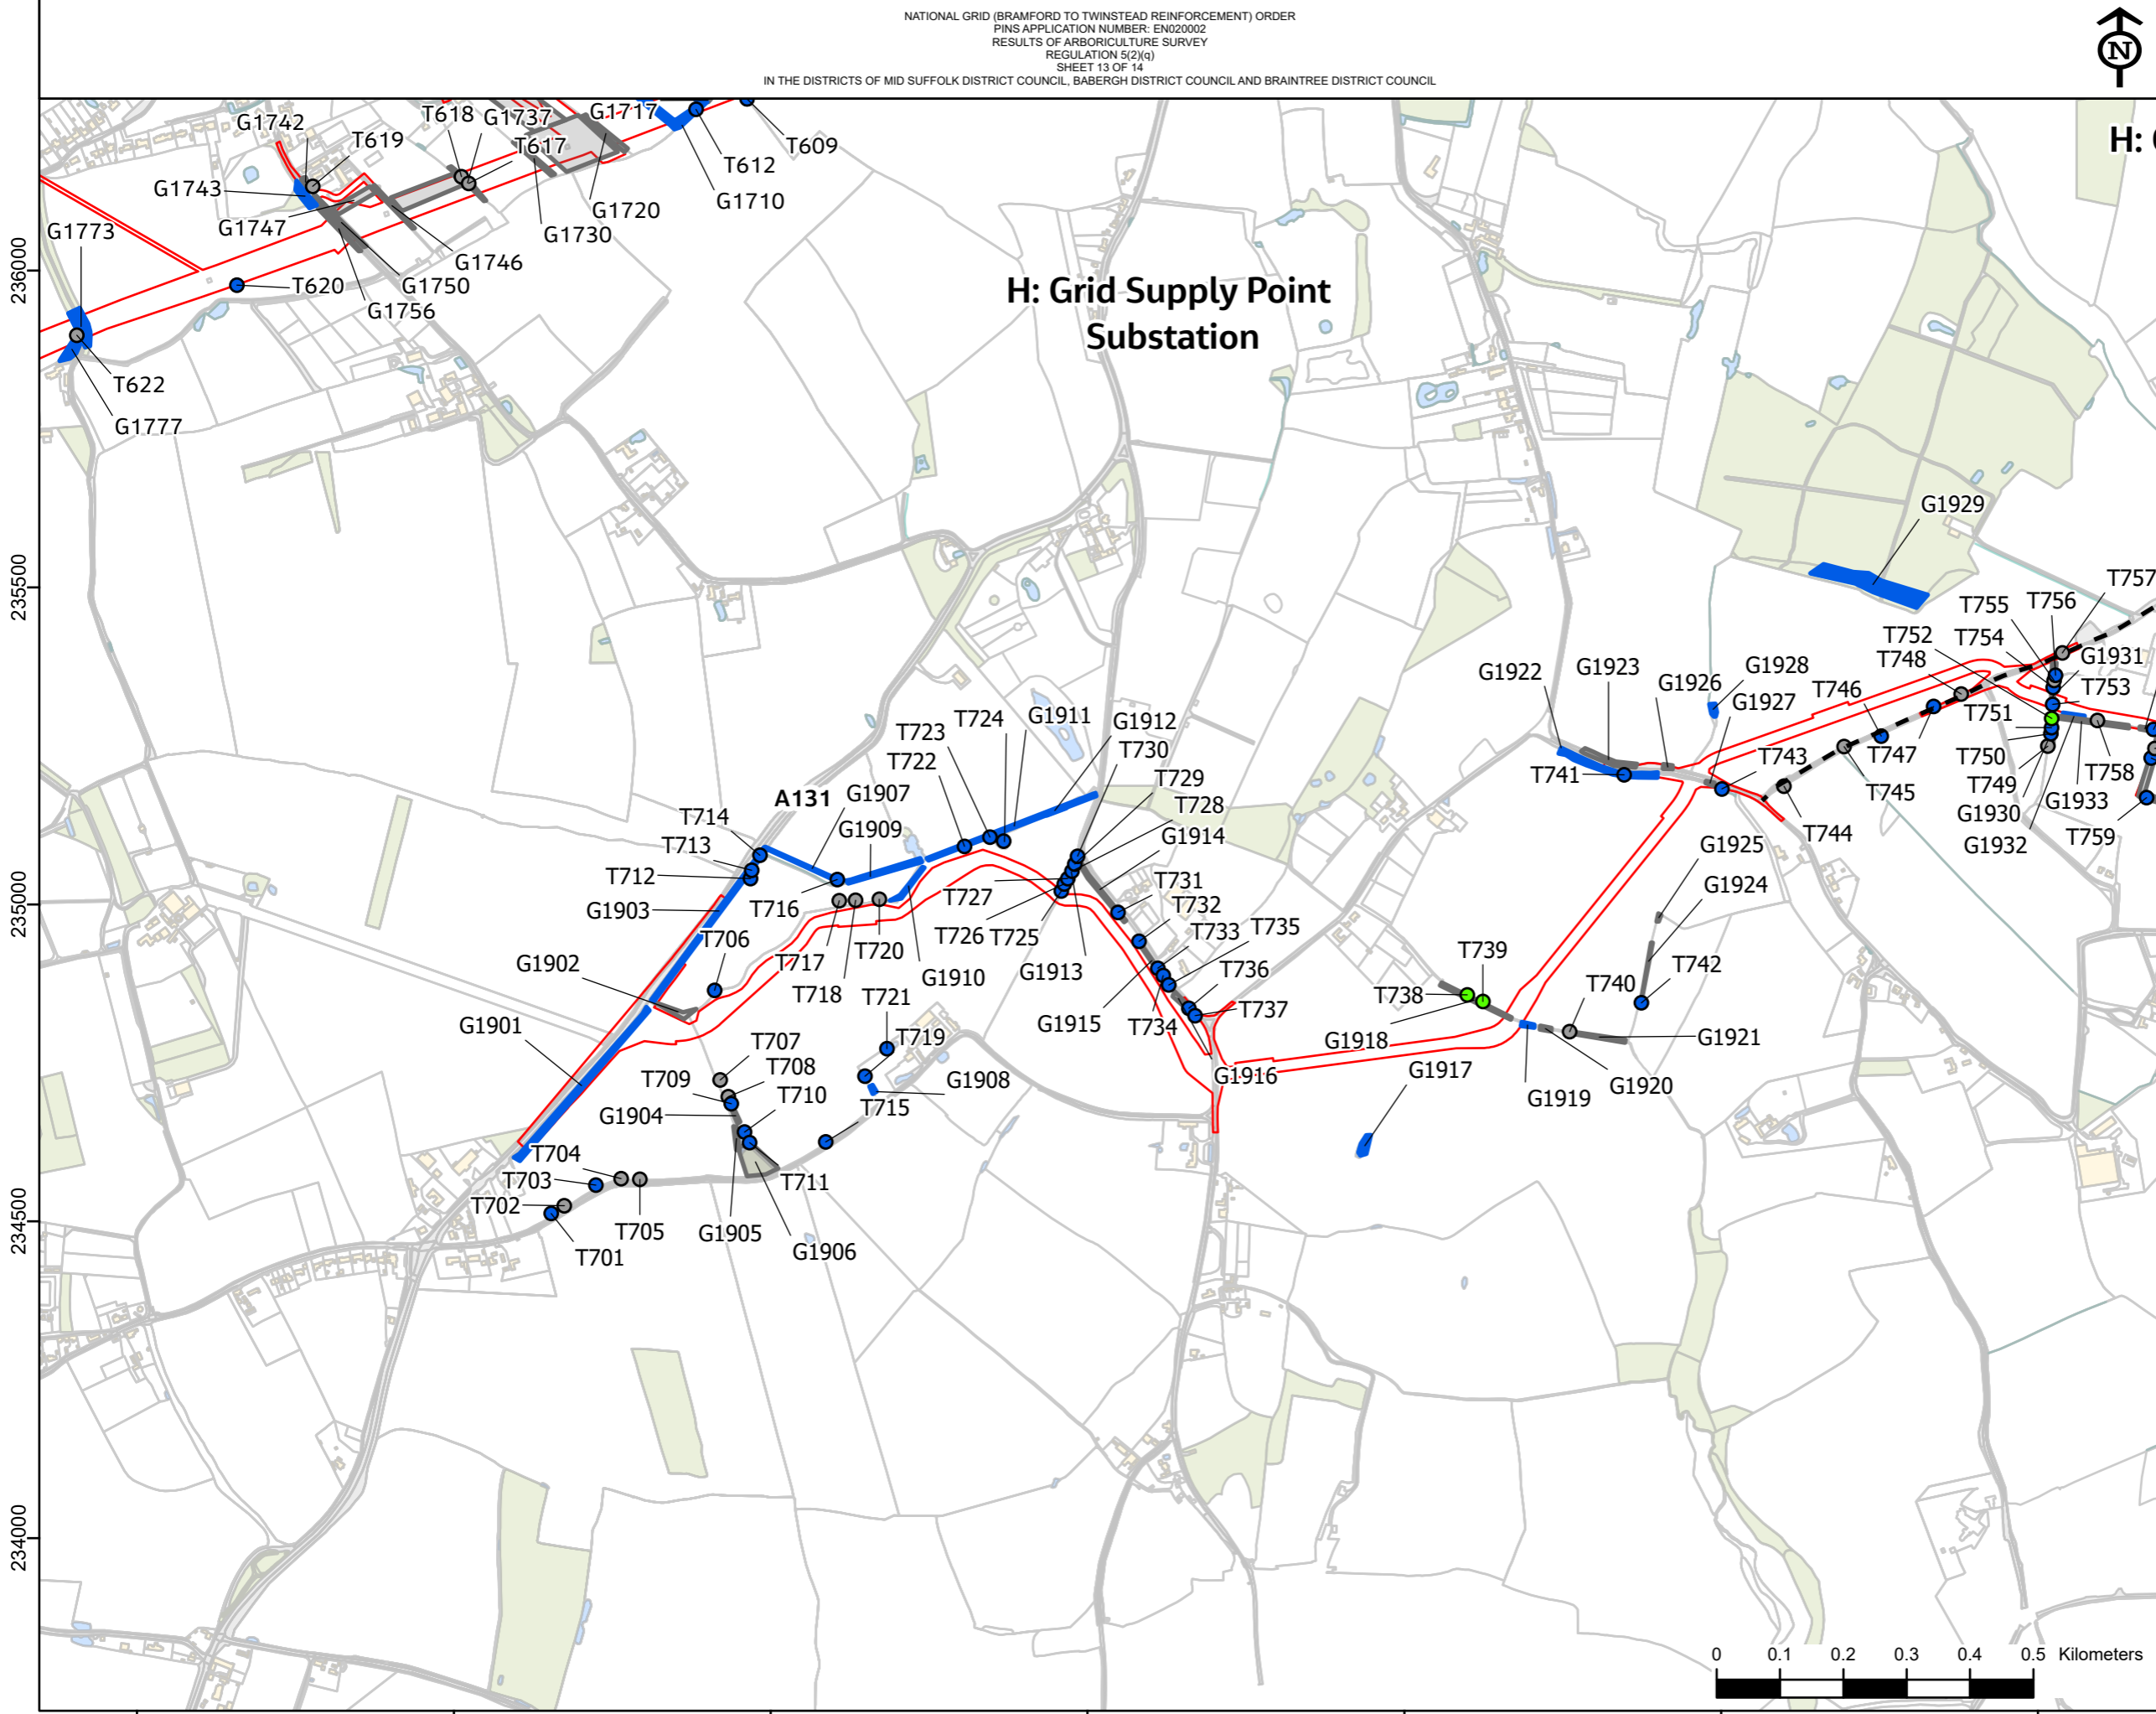 NATIONAL GRID (BRAMFORD TO TWINSTEAD REINFORCEMENT) ORDER
PINS APPLICATION NUMBER: EN020002
RESULTS OF ARBORICULTURE SURVEY
REGULATION 5(2)(q)
SHEET 13 OF 14
IN THE DISTRICTS OF MID SUFFOLK DISTRICT COUNCIL, BABERGH DISTRICT COUNCIL AND BRAINTREE DISTRICT COUNCIL
N
G1742
T619
T618
G1737
T617
G1717
T612
T609
H: G
G1743
G1747
G1773
G1720
G1710
G1730
G1746
T620
G1750
G1756
236000
H: Grid Supply Point
Substation
T622
G1777
G1929
235500
T757
T755
T756
T752
T754
T748
G1931
G1922
G1923
G1926
G1928
T746
T753
G1927
T751
T724
G1911
G1912
T723
T730
T722
T729
T741
T743
T747
T750
T758
T749
T745
G1933
A131
G1907
T728
T714
G1909
G1914
T744
G1930
T759
T713
G1925
G1932
T712
T731
G1924
235000
G1903
T716
T727
T732
T706
T726
T725
T733
T735
T739
G1902
T717
T720
G1913
T736
T740
T742
T718
G1910
T738
T721
T737
G1901
G1915
T734
T719
T707
G1918
G1921
T708
T709
T710
G1908
G1916
G1917
G1904
T715
G1919
G1920
T704
T703
T711
T702
234500
T705
G1905
T701
G1906
234000
0
0.1
0.2
0.3
0.4
0.5
Kilometers